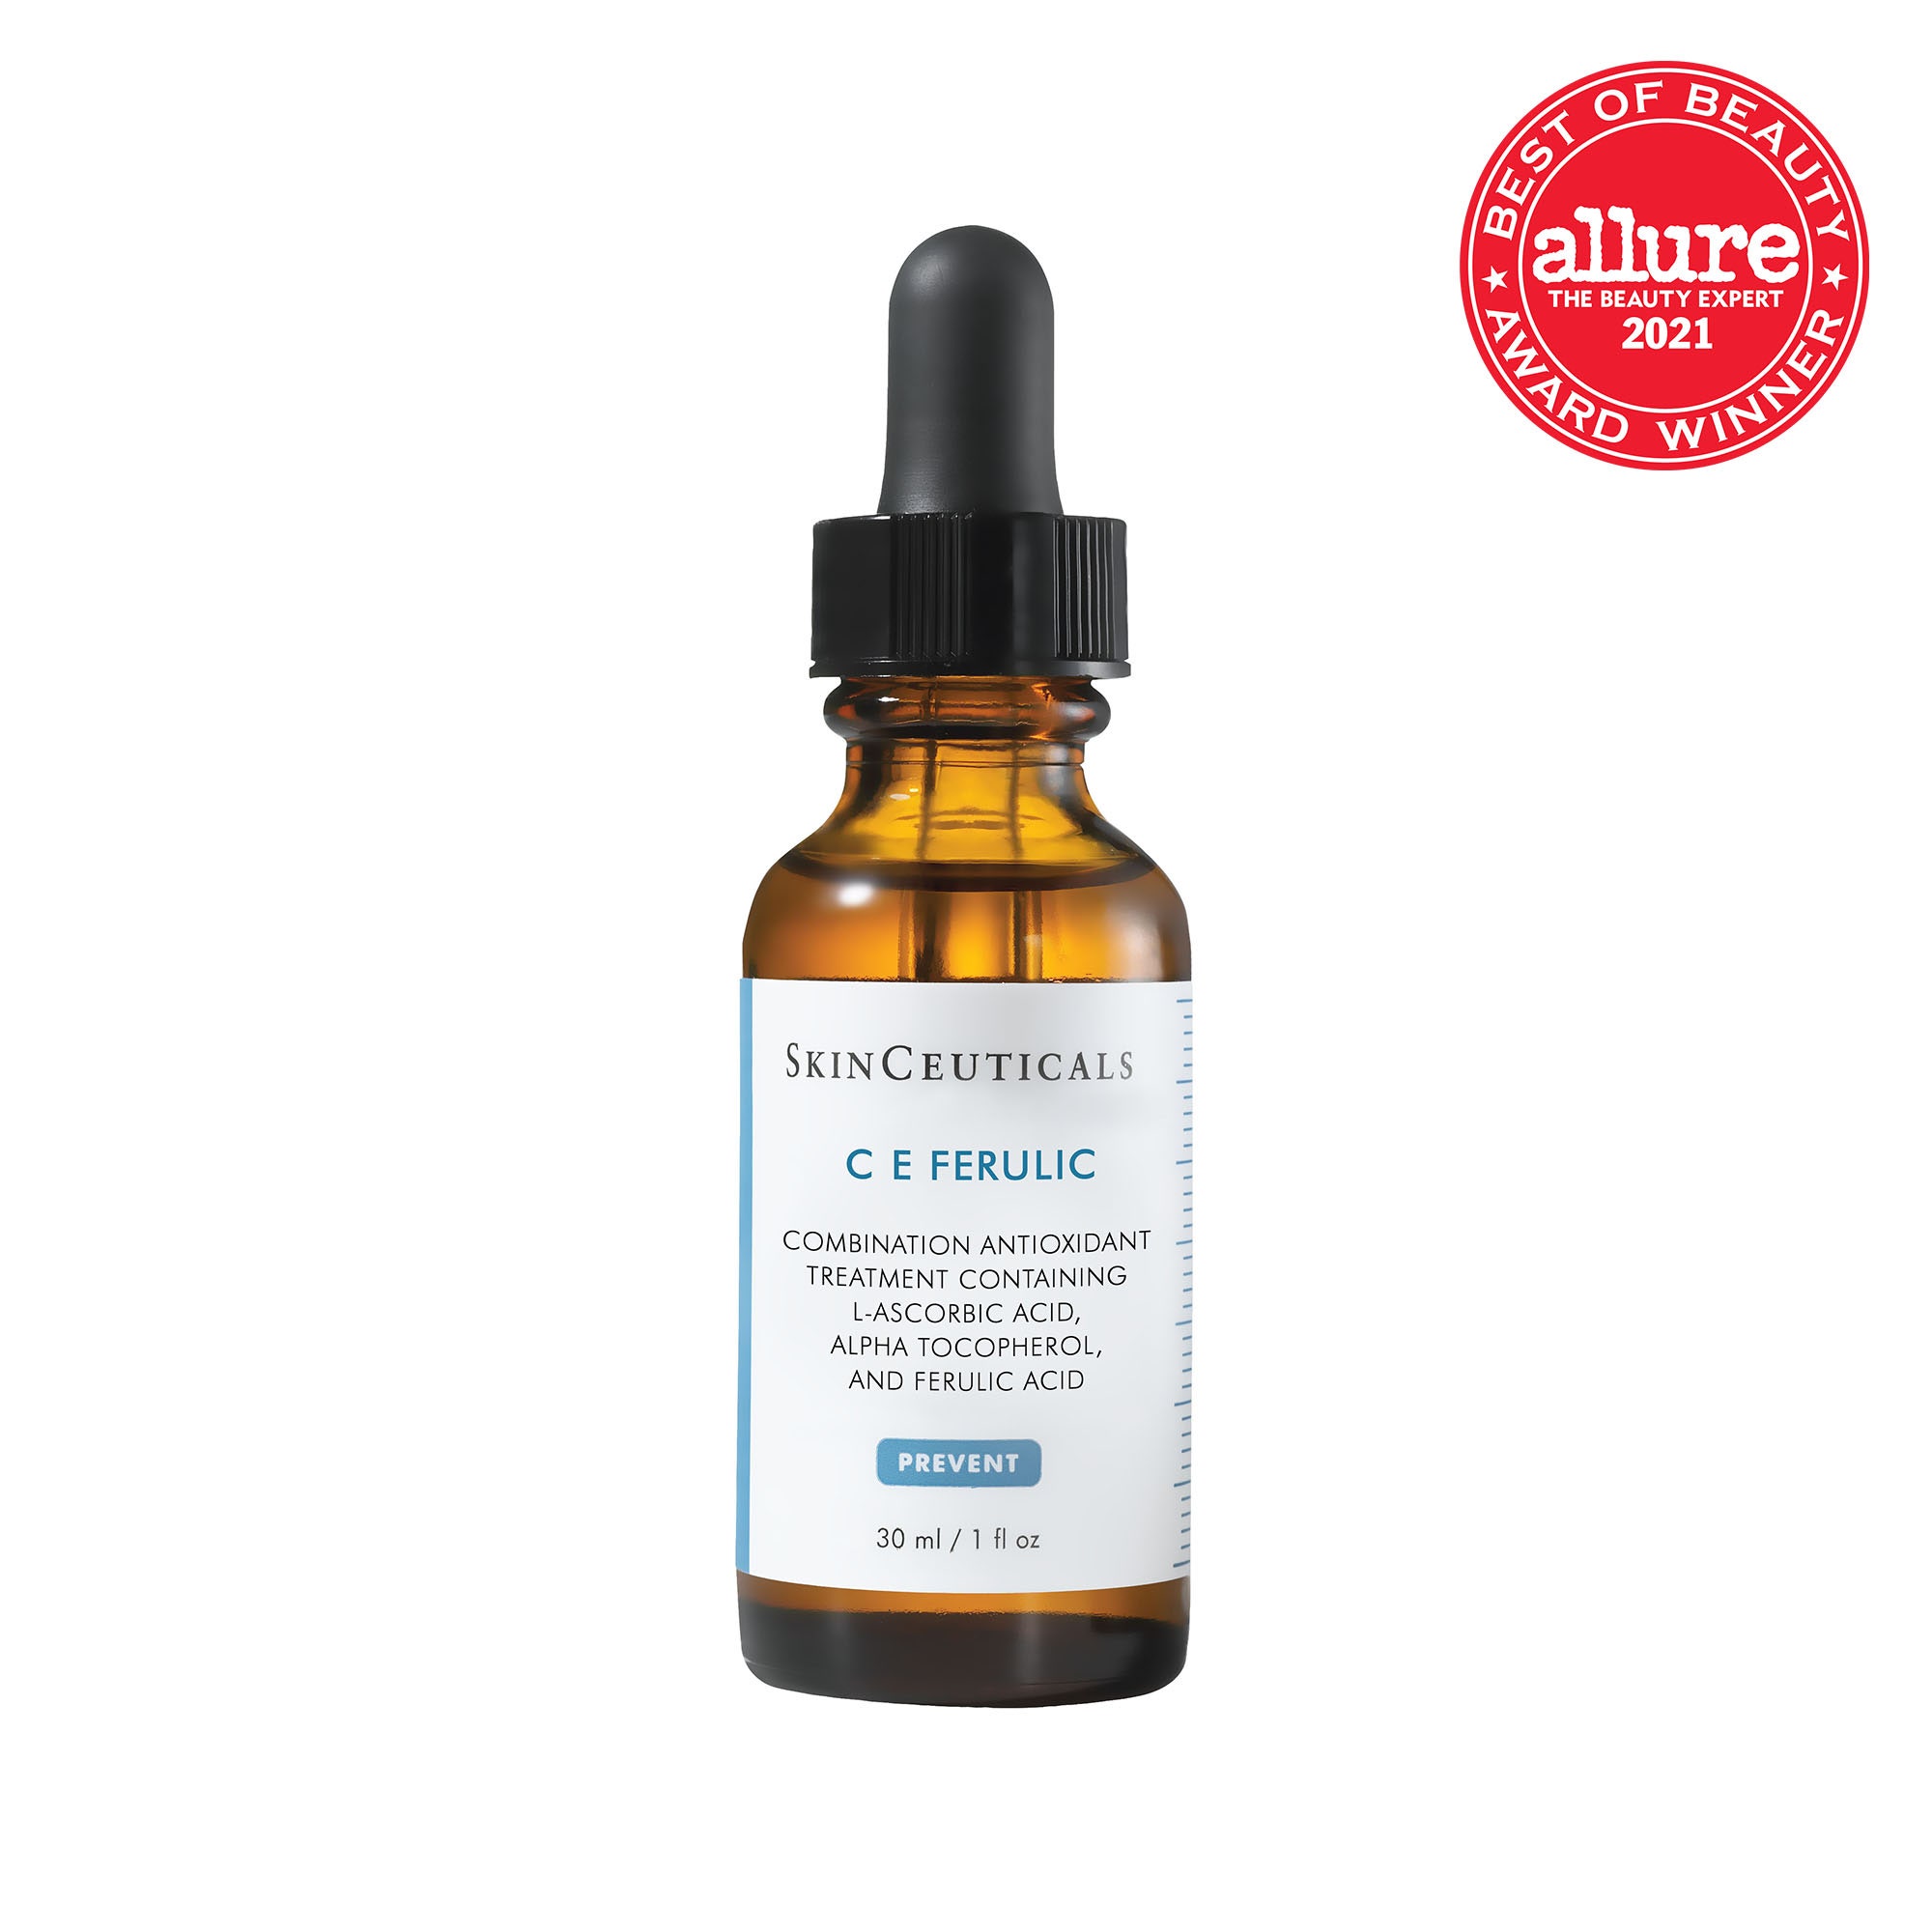 BEST OF BEAUTY
allure
THE BEAUTY EXPERT
2021
AWARD WINNER
SKINCEUTICALS
C E FERULIC
COMBINATION ANTIOXIDANT
TREATMENT CONTAINING
L-ASCORBIC ACID,
ALPHA TOCOPHEROL,
AND FERULIC ACID
PREVENT
30 ml / 1 fl oz